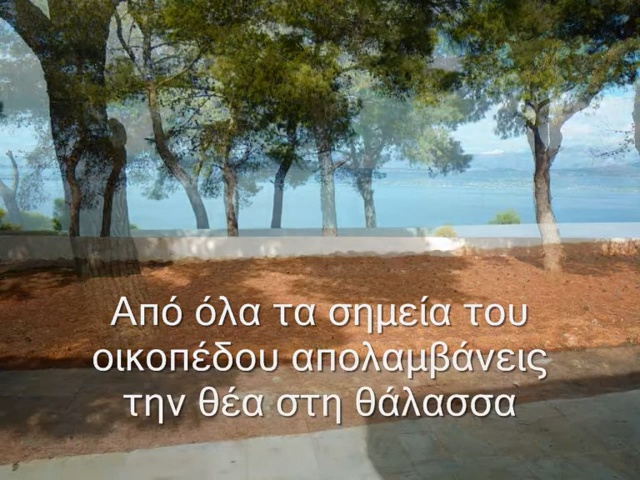 Από όλα τα σημεία του
οικοπέδου απολαμβάνεις
την θέα στη θάλασσα